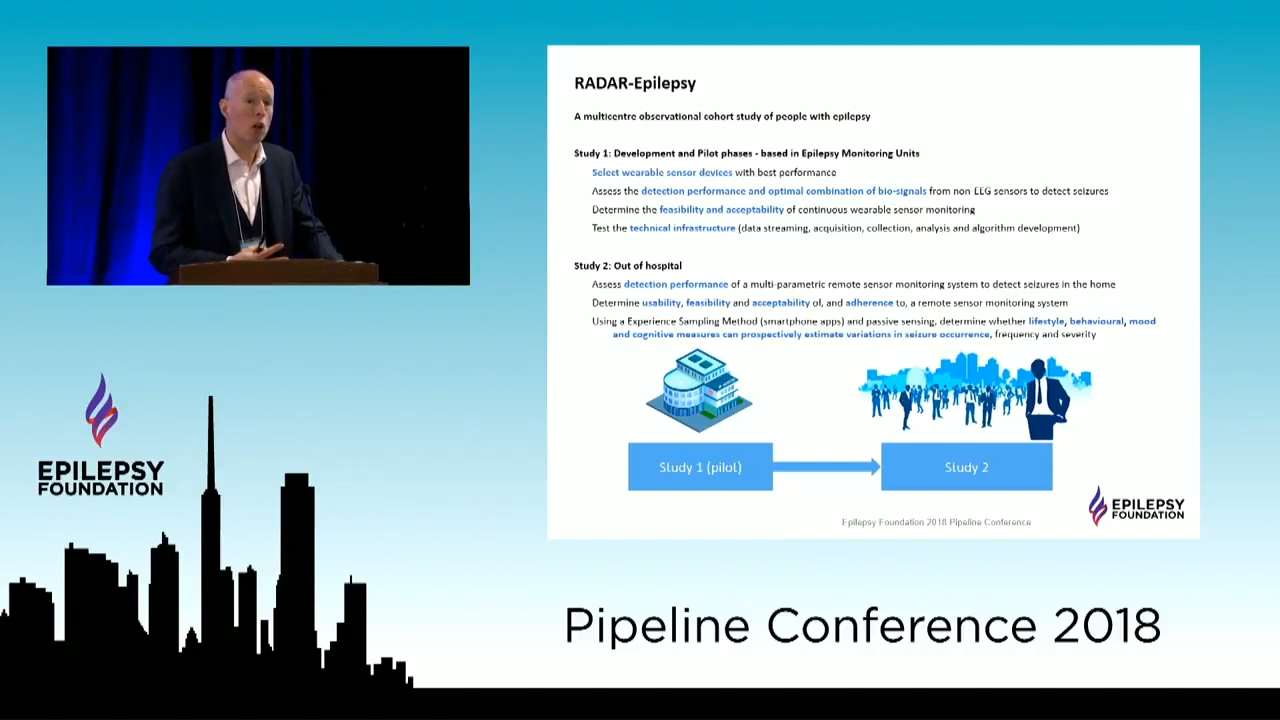 RADAR-Epilepsy
A multicentre observational cohort study of people with epilepsy
Study 1: Development and Pilot phases - based in Epilepsy Monitoring Units
Select wearable sensor devices with best performance
Assess the detection performance and optimal combination of bio-signals from non-EEG sensors to detect seizures
Determine the feasibility and acceptability of continuous wearable sensor monitoring
Test the technical infrastructure (data streaming, acquisition, collection, analysis and algorithm development)
Study 2: Out of hospital
Assess detection performance of a multi-parametric remote sensor monitoring system to detect seizures in the home
Determine usability, feasibility and acceptability of, and adherence to, a remote sensor monitoring system
Using a Experience Sampling Method (smartphone apps) and passive sensing, determine whether lifestyle, behavioural, mood
and cognitive measures can prospectively estimate variations in seizure occurrence, frequency and severity
Study 1 (pilot)
Study 2
Epilepsy Foundation 2018 Pipeline Conference
EPILEPSY
FOUNDATION
EPILEPSY
FOUNDATION
Pipeline Conference 2018